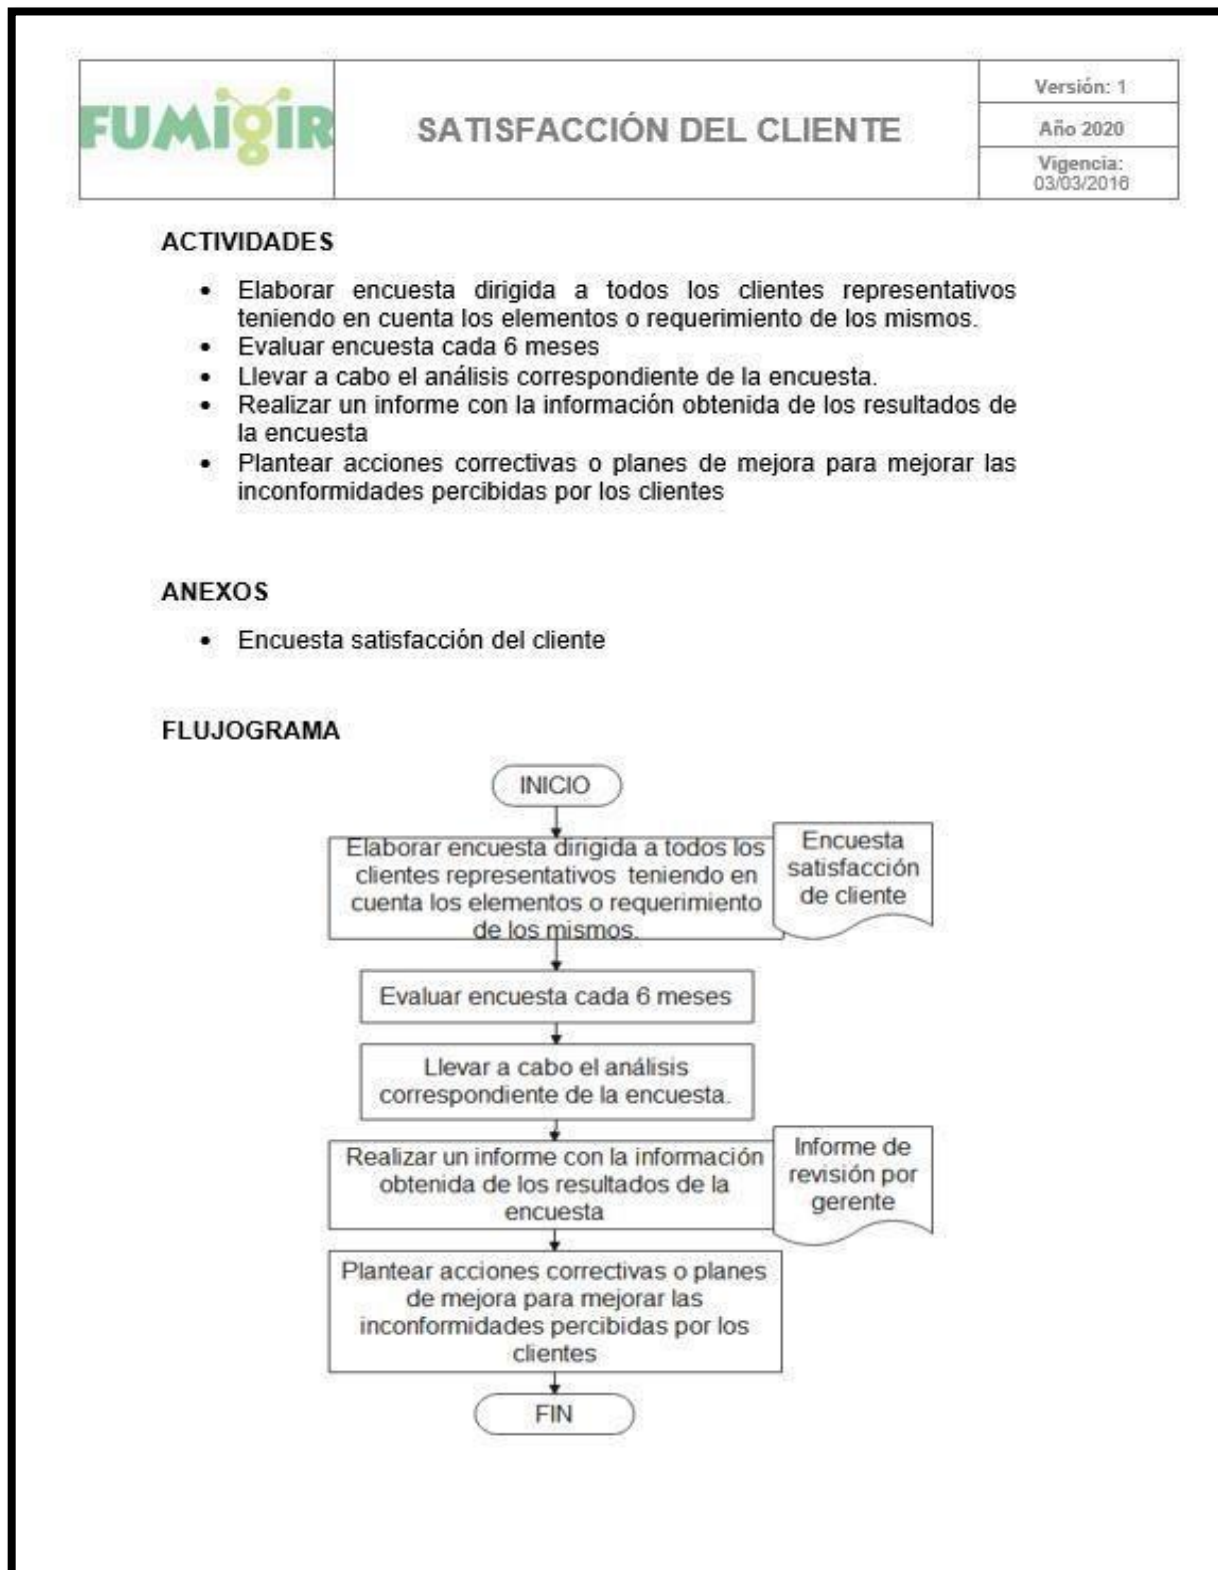 FUMIGIR
SATISFACCIÓN DEL CLIENTE
Versión: 1
Año 2020
Vigencia:
03/03/2016
ACTIVIDADES
• Elaborar encuesta dirigida a todos los clientes representativos
teniendo en cuenta los elementos o requerimiento de los mismos.
• Evaluar encuesta cada 6 meses
• Llevar a cabo el análisis correspondiente de la encuesta.
• Realizar un informe con la información obtenida de los resultados de
la encuesta
• Plantear acciones correctivas o planes de mejora para mejorar las
inconformidades percibidas por los clientes
ANEXOS
• Encuesta satisfacción del cliente
FLUJOGRAMA
INICIO
Elaborar encuesta dirigida a todos los
clientes representativos teniendo en
cuenta los elementos o requerimiento
de los mismos.
Encuesta
satisfacción
de cliente
Evaluar encuesta cada 6 meses
Llevar a cabo el análisis
correspondiente de la encuesta.
Realizar un informe con la información
obtenida de los resultados de la
encuesta
Informe de
revisión por
gerente
Plantear acciones correctivas o planes
de mejora para mejorar las
inconformidades percibidas por los
clientes
FIN